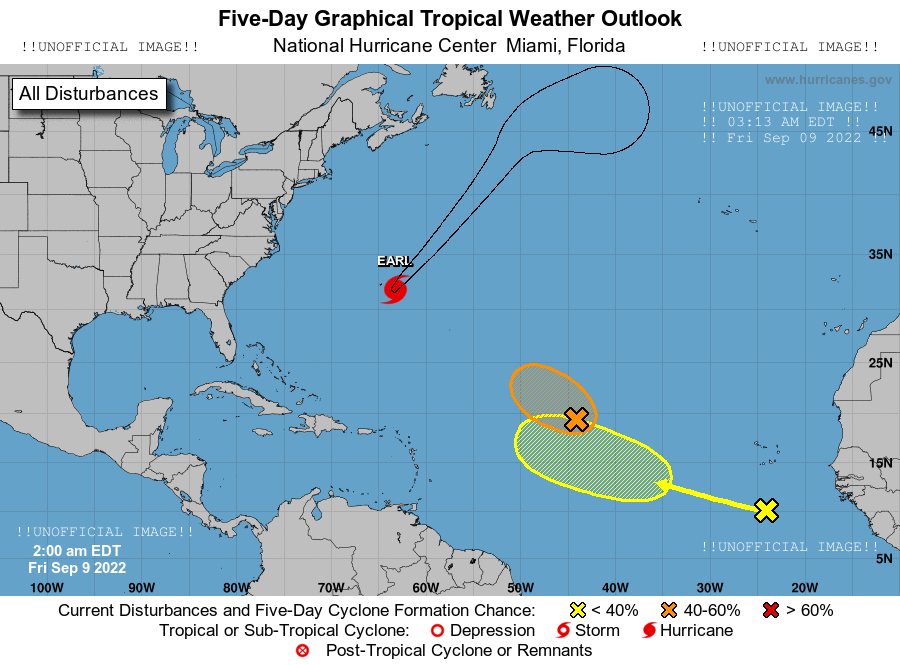 Five-Day Graphical Tropical Weather Outlook
!!UNOFFICIAL IMAGE!! National Hurricane Center Miami, Florida !!UNOFFICIAL IMAGE!!
www.hurricanes.gov
All Disturbances
!!UNOFFICIAL IMAGE!!
!! 03:13 AM EDT !!
45N
!! Fri Sep 09 2022 !!
35N
EARL
25N
15N
!!UNOFFICIAL IMAGE!!
!!UNOFFICIAL IMAGE!!
2:00 am EDT
5N
Fri Sep 9 2022
100W 90W 80W 70W 60W 50W 40W 30W 20W
Current Disturbances and Five-Day Cyclone Formation Chance: < 40% 40-60% > 60%
Tropical or Sub-Tropical Cyclone: Depression Storm Hurricane
Post-Tropical Cyclone or Remnants